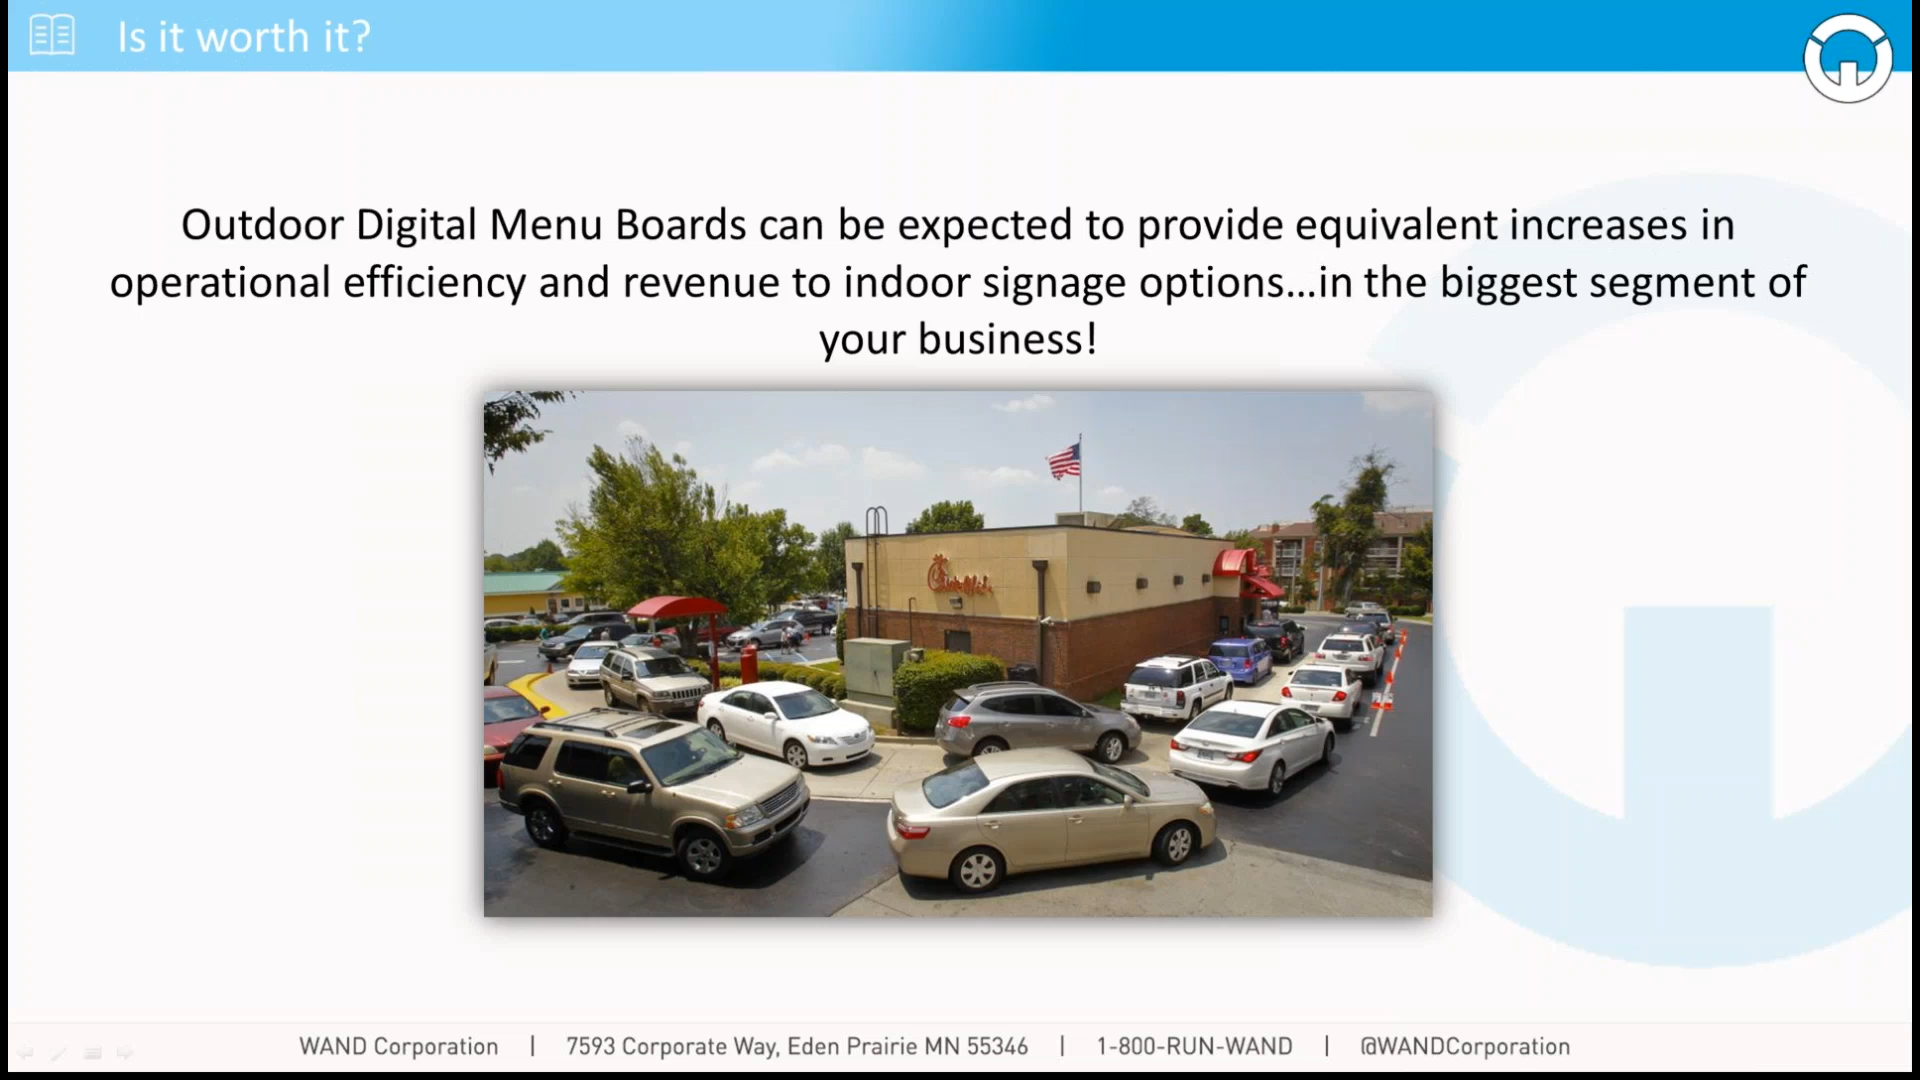 Is it worth it?
Outdoor Digital Menu Boards can be expected to provide equivalent increases in
operational efficiency and revenue to indoor signage options...in the biggest segment of
your business!
Chick-fil-A
WAND Corporation | 7593 Corporate Way, Eden Prairie MN 55346 | 1-800-RUN-WAND | @WANDCorporation